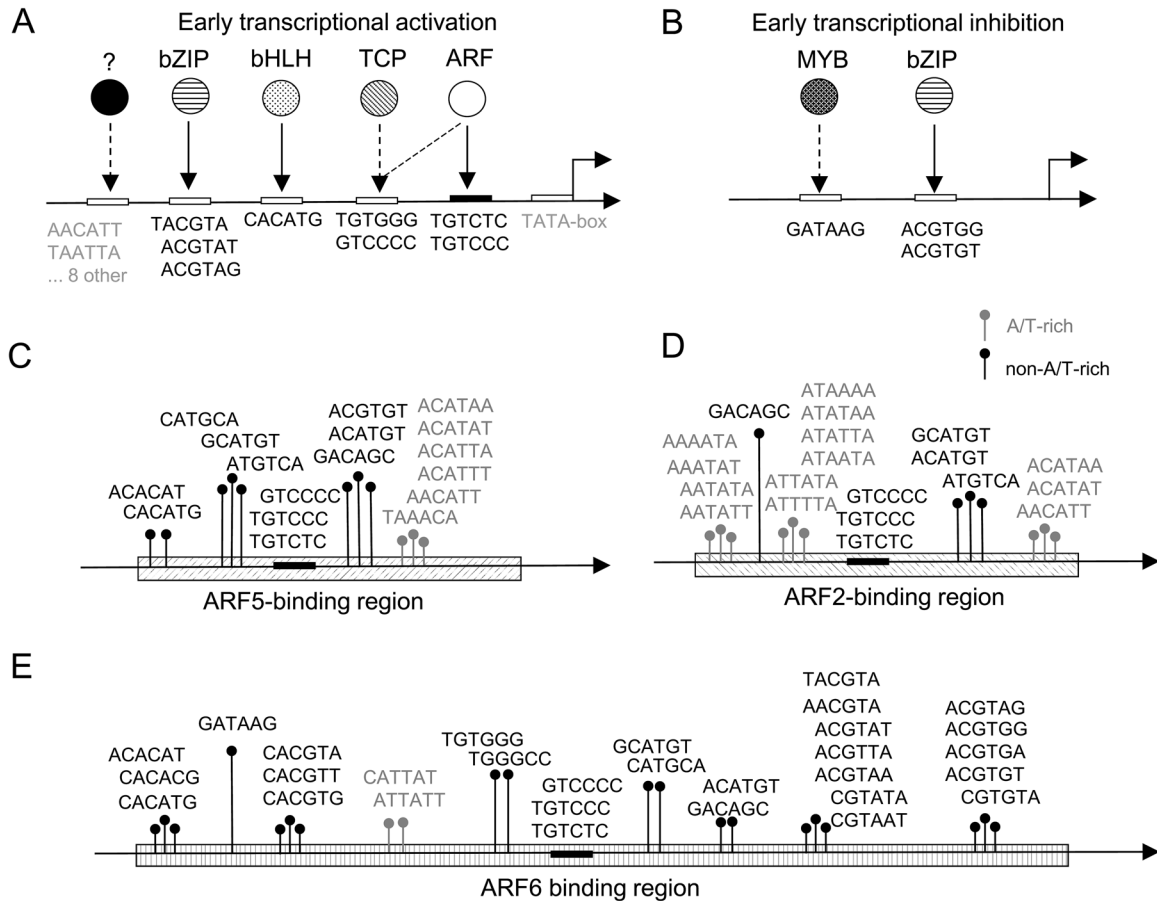 A
Early transcriptional activation
? bZIP bHLH TCP ARF
AACATT
TAATTA
... 8 other
TACGTA
ACGTAT
ACGTAG
CACATG
TGTGGG
GTCCCC
TGTCTC
TGTCCC
TATA-box
B
Early transcriptional inhibition
MYB bZIP
GATAAG
ACGTGG
ACGTGT
C
ACACAT
CACATG
CATGCA
GCATGT
ATGTCA
GTCCCC
TGTCCC
TGTCTC
ACGTGT
ACATGT
GACAGC
ACATAA
ACATAT
ACATTA
ACATTT
AACATT
TAAACA
ARF5-binding region
A/T-rich
non-A/T-rich
D
AAAATA
AAATAT
AATATA
AATATT
GACAGC
ATAAAA
ATATAA
ATATTA
ATAATA
ATTATA
ATTTTA
GTCCCC
TGTCCC
TGTCTC
GCATGT
ACATGT
ATGTCA
ACATAA
ACATAT
AACATT
ARF2-binding region
E
ACACAT
CACACG
CACATG
GATAAG
CACGTA
CACGTT
CACGTG
CATTAT
ATTATT
TGTGGG
TGGGCC
GTCCCC
TGTCCC
TGTCTC
GCATGT
CATGCA
ACATGT
GACAGC
TACGTA
AACGTA
ACGTAT
ACGTTA
ACGTAA
CGTATA
CGTAAT
ACGTAG
ACGTGG
ACGTGA
ACGTGT
CGTGTA
ARF6 binding region